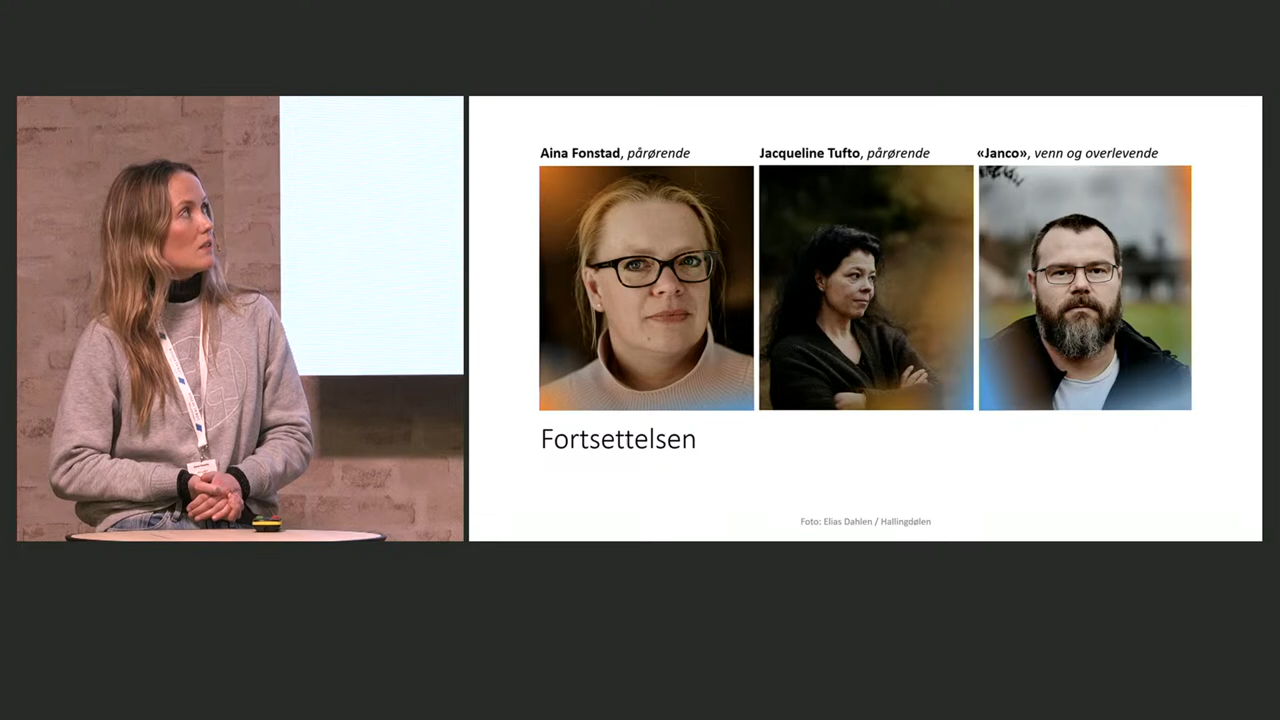 Aina Fonstad, pårørende
Jacqueline Tufto, pårørende
«Janco», venn og overlevende
Fortsettelsen
Foto: Elias Dahlen / Hallingdølen